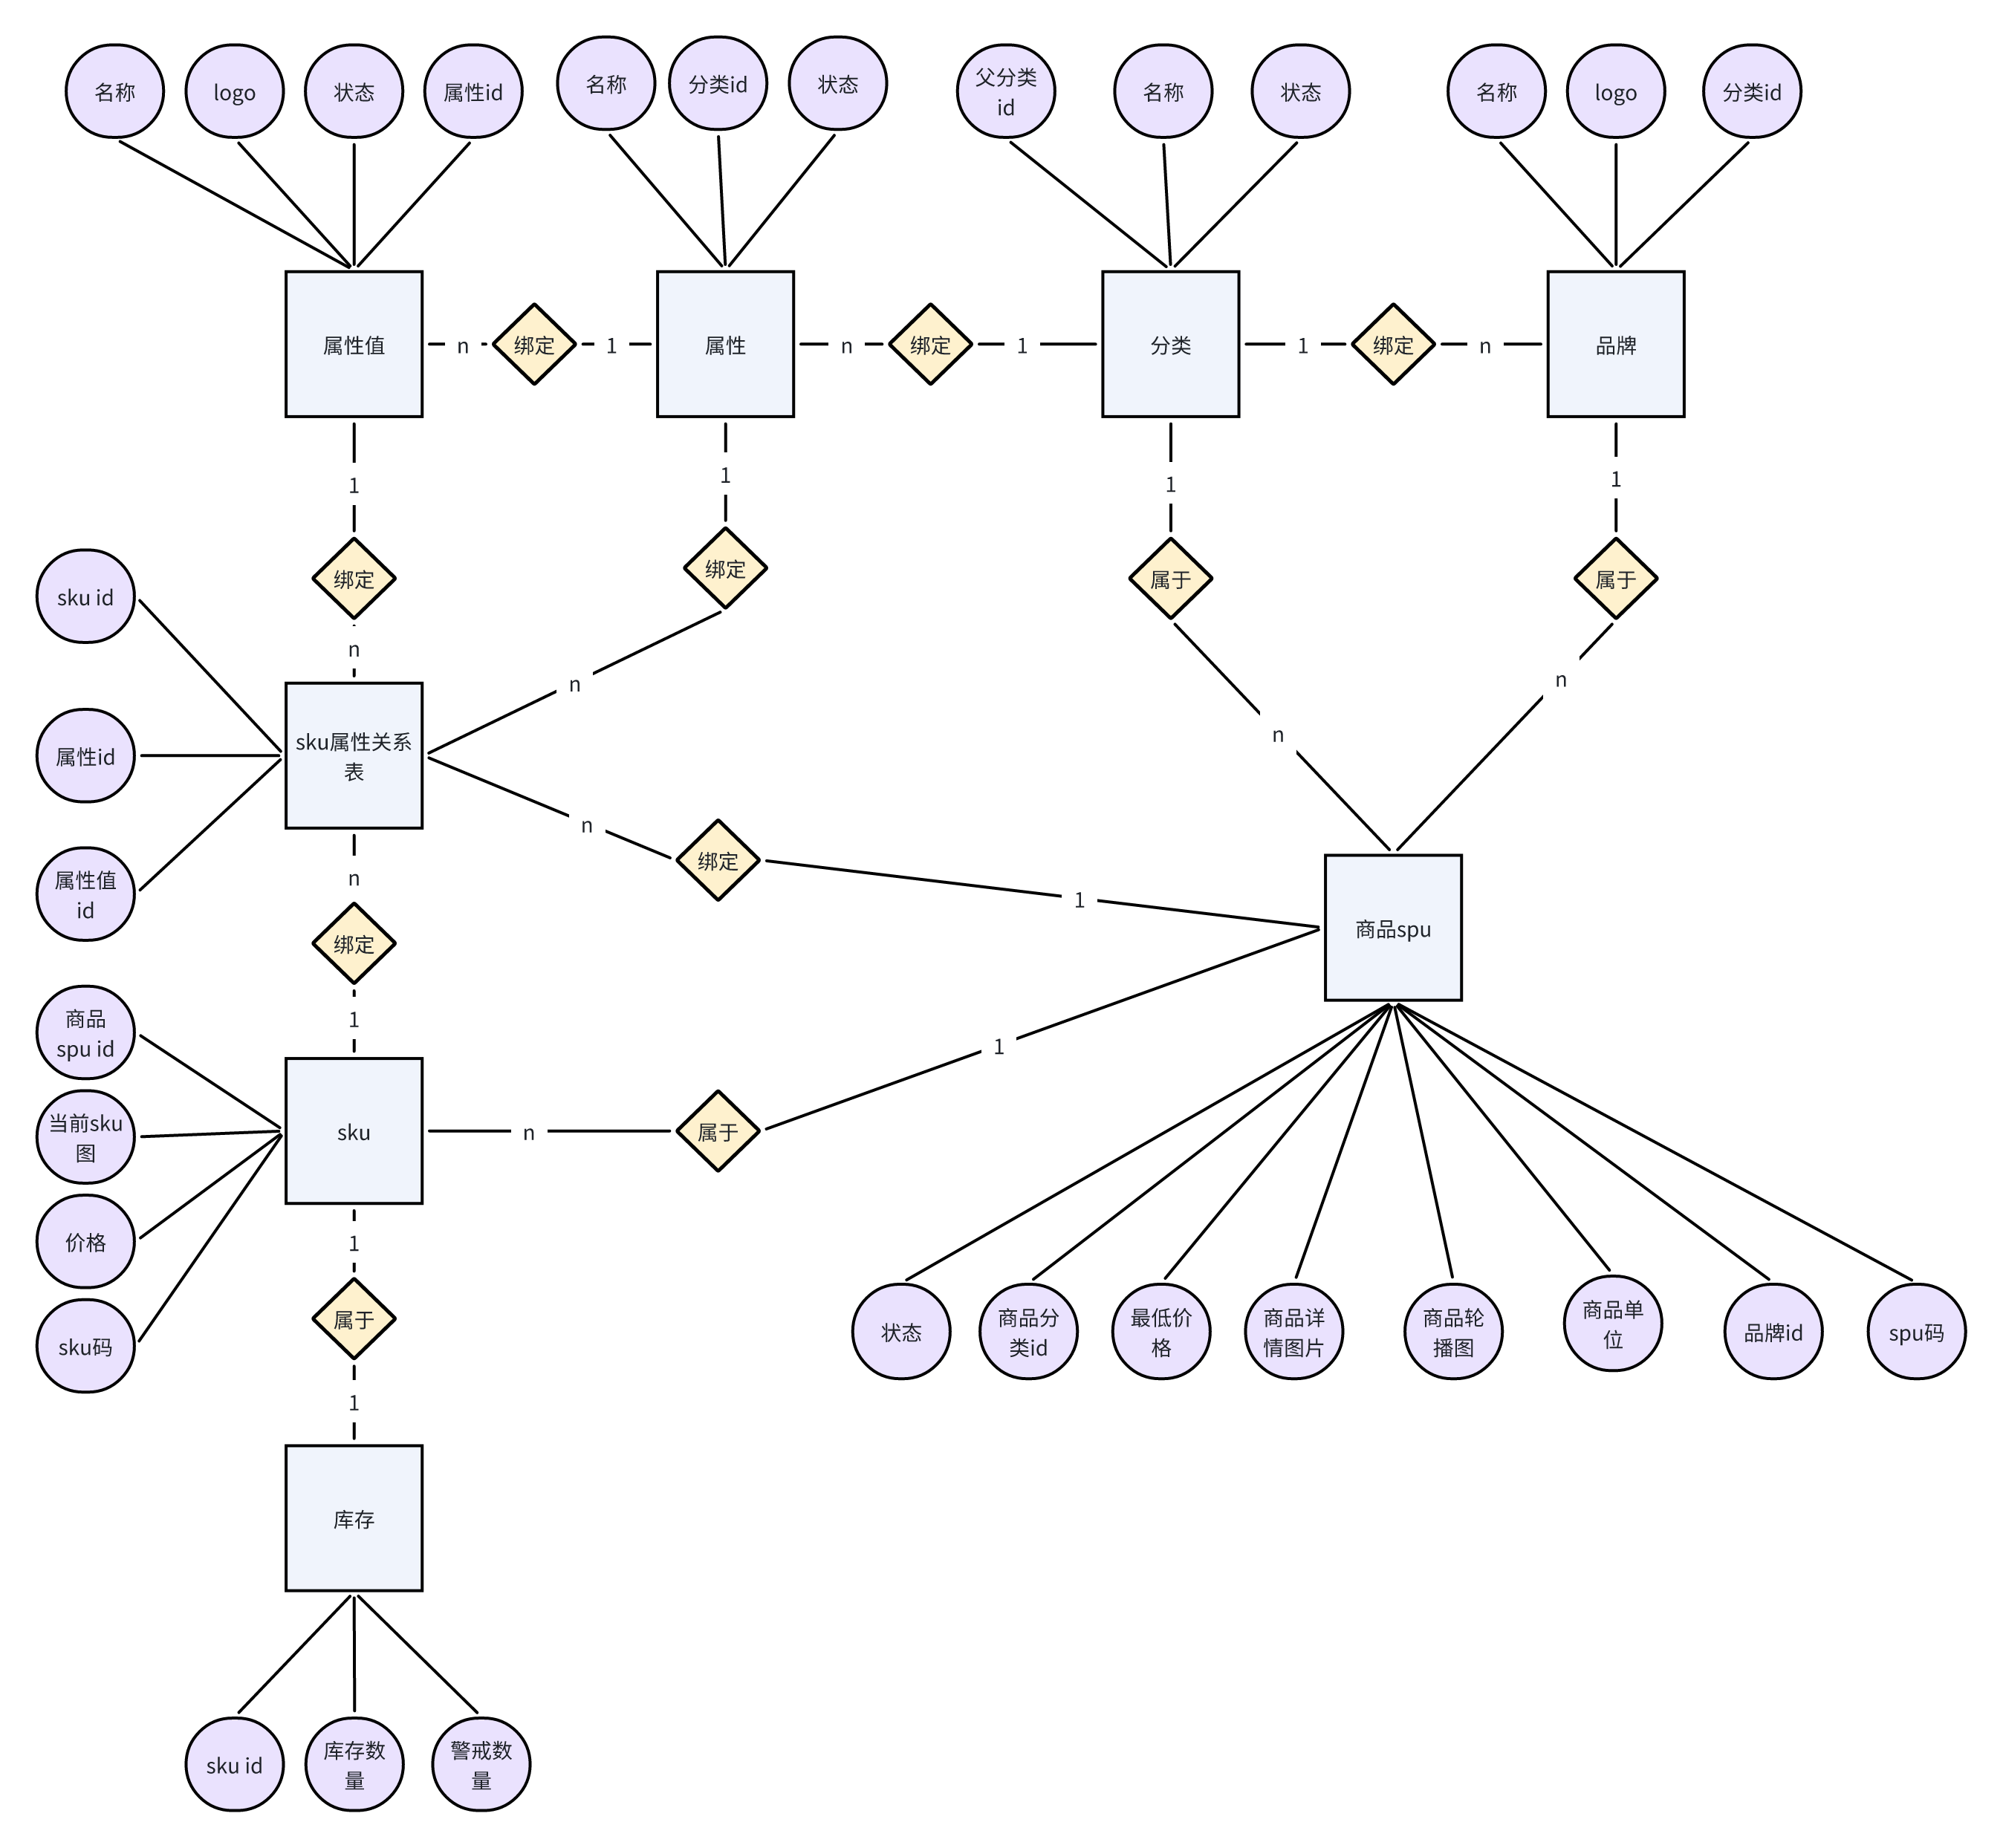 名称
logo
状态
属性id
名称
分类id
状态
父分类
id
名称
状态
名称
logo
分类id
属性值
n
绑定
1
属性
n
绑定
1
分类
1
绑定
n
品牌
1
1
1
1
绑定
绑定
属于
属于
sku id
n
n
n
n
sku属性关系
表
属性id
n
绑定
1
属性值
id
n
绑定
商品spu
商品
spu id
1
1
当前sku
图
sku
n
属于
价格
1
sku码
属于
状态
商品分
类id
最低价
格
商品详
情图片
商品轮
播图
商品单
位
品牌id
spu码
1
库存
sku id
库存数
量
警戒数
量